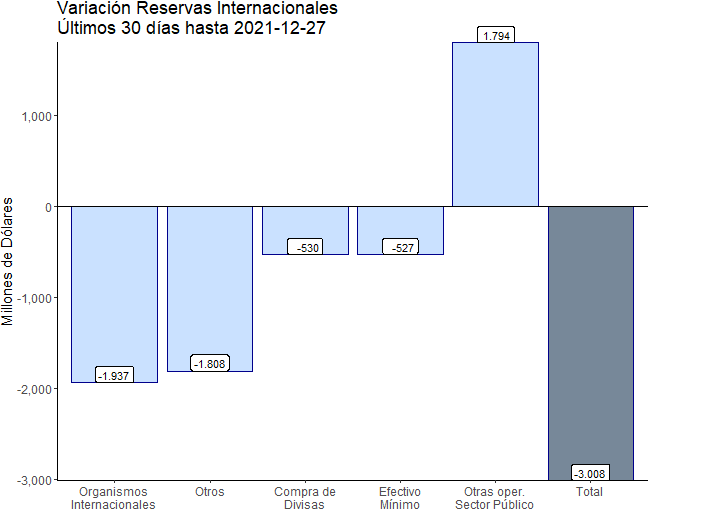 Variación Reservas Internacionales
Últimos 30 días hasta 2021-12-27
Millones de Dólares
1,000
0
-1,000
-2,000
-3,000
-1.937
-1.808
-530
-527
1.794
-3.008
Organismos
Internacionales
Otros
Compra de
Divisas
Efectivo
Mínimo
Otras oper.
Sector Público
Total